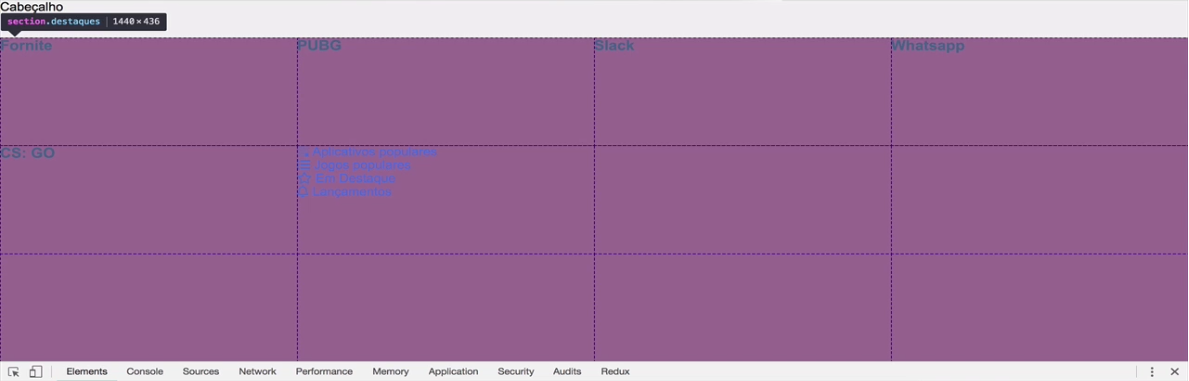 Cabeçalho
section.destaques 1440 × 436
Fornite PUBG Slack Whatsapp
CS: GO
Aplicativos populares
Jogos populares
Em Destaque
Lançamentos
Elements Console Sources Network Performance Memory Application Security Audits Redux